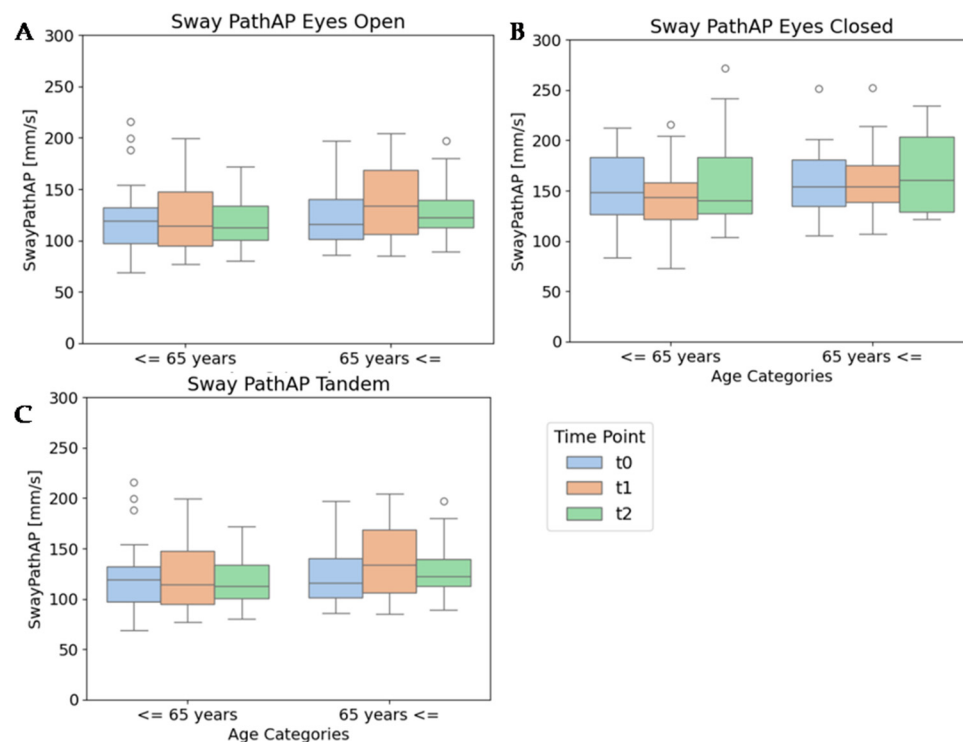 A
Sway PathAP Eyes Open
SwayPathAP [mm/s]
300
250
200
150
100
50
0
<= 65 years
65 years <=
B
Sway PathAP Eyes Closed
SwayPathAP [mm/s]
300
250
200
150
100
50
0
<= 65 years
65 years <=
Age Categories
C
Sway PathAP Tandem
SwayPathAP [mm/s]
300
250
200
150
100
50
0
<= 65 years
65 years <=
Age Categories
Time Point
t0
t1
t2